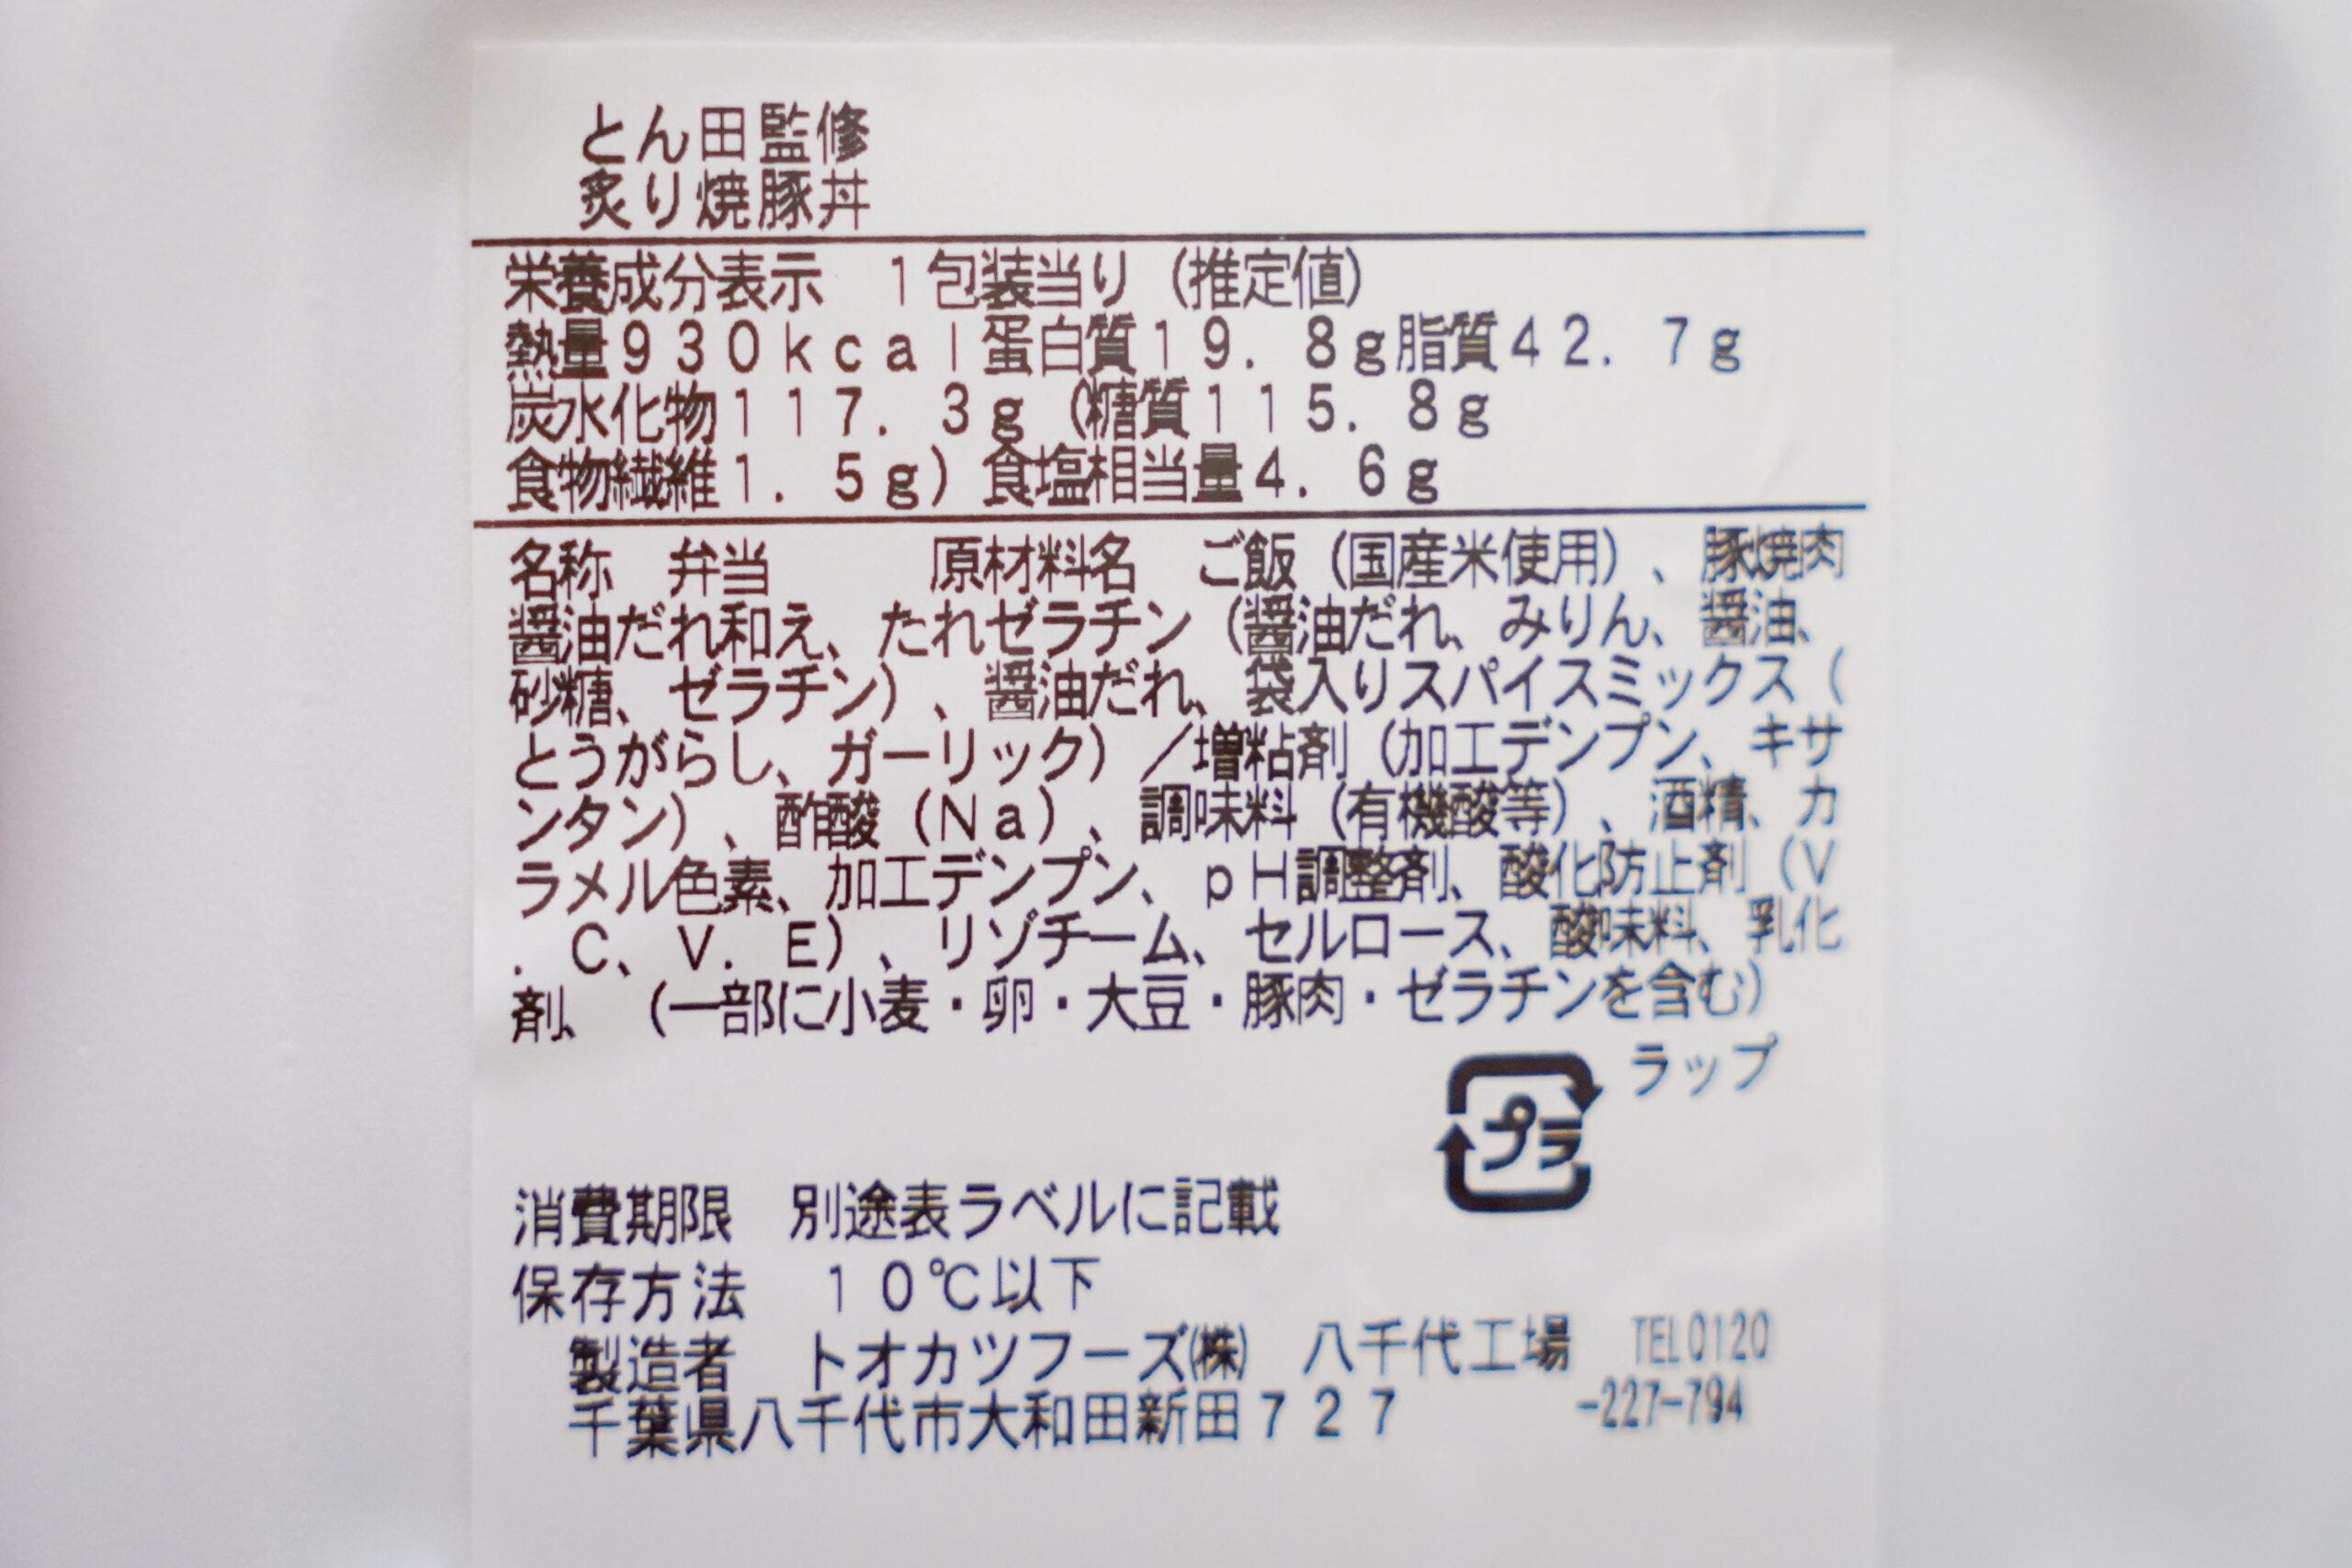 とん田監修
炙り焼豚丼
栄養成分表示　1包装当り（推定値）
熱量930kcal蛋白質19．8g脂質42．7g
炭水化物117．3g（糖質115．8g
食物繊維1．5g）食塩相当量4．6g
名称　弁当　　　原材料名　ご飯（国産米使用）、豚焼肉
醤油だれ和え、たれゼラチン（醤油だれ、みりん、醤油、
砂糖、ゼラチン）、醤油だれ、袋入りスパイスミックス（
とうがらし、ガーリック）／増粘剤（加工デンプン、キサ
ンタン）、酢酸（Na）、調味料（有機酸等）、酒精、カ
ラメル色素、加工デンプン、pH調整剤、酸化防止剤（V
．C、V．E）、リゾチーム、セルロース、酸味料、乳化
剤、（一部に小麦・卵・大豆・豚肉・ゼラチンを含む）
ラップ
プラ
消費期限　別途表ラベルに記載
保存方法　10℃以下
製造者　トオカツフーズ㈱　八千代工場　TEL0120
千葉県八千代市大和田新田727　-227-794